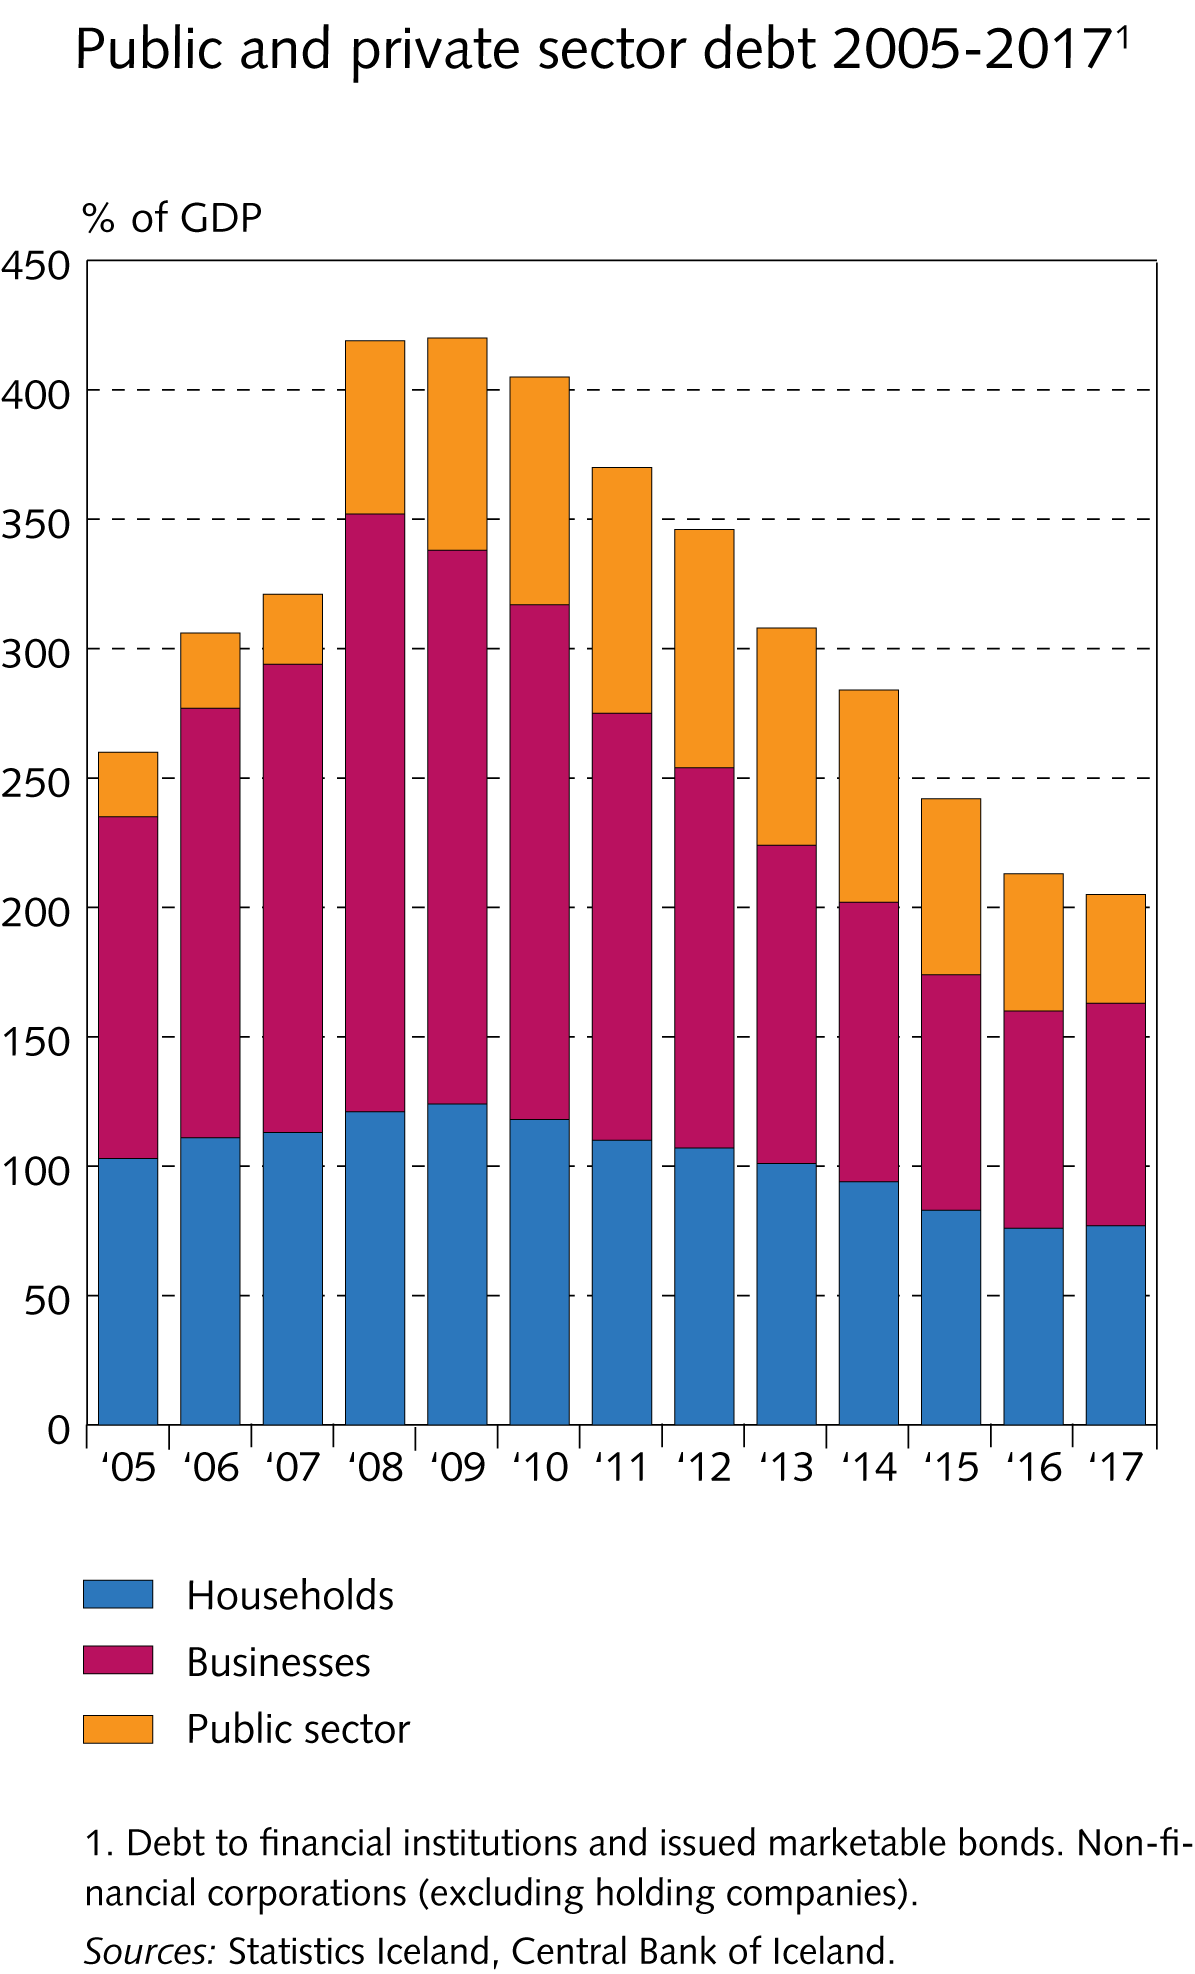 Public and private sector debt 2005-2017¹
% of GDP
450
400
350
300
250
200
150
100
50
0
‘05 ‘06 ‘07 ‘08 ‘09 ‘10 ‘11 ‘12 ‘13 ‘14 ‘15 ‘16 ‘17
Households
Businesses
Public sector
1. Debt to financial institutions and issued marketable bonds. Non-fi-
nancial corporations (excluding holding companies).
Sources: Statistics Iceland, Central Bank of Iceland.